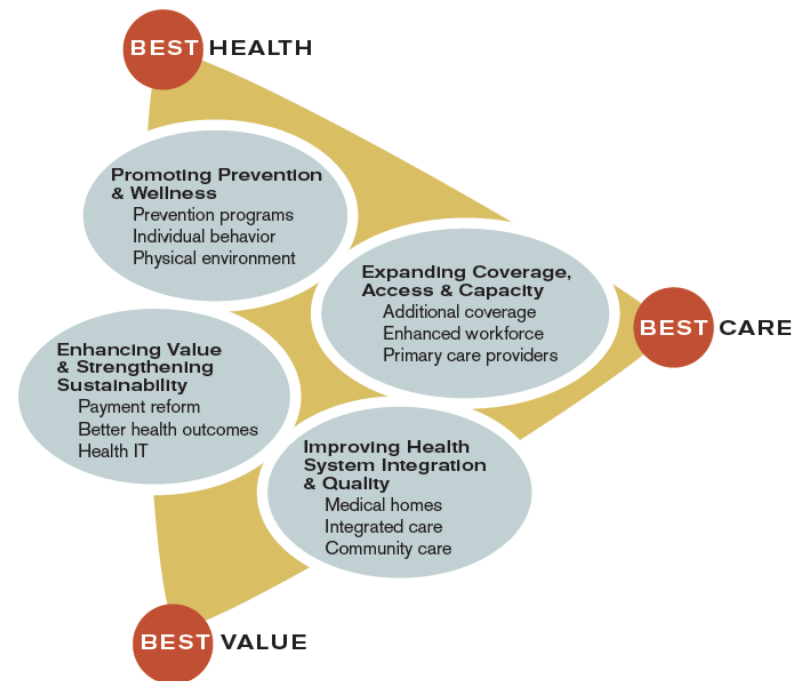 BEST HEALTH
Promoting Prevention
& Wellness
Prevention programs
Individual behavior
Physical environment
Expanding Coverage,
Access & Capacity
Additional coverage
Enhanced workforce
Primary care providers
BEST CARE
Enhancing Value
& Strengthening
Sustainability
Payment reform
Better health outcomes
Health IT
Improving Health
System Integration
& Quality
Medical homes
Integrated care
Community care
BEST VALUE